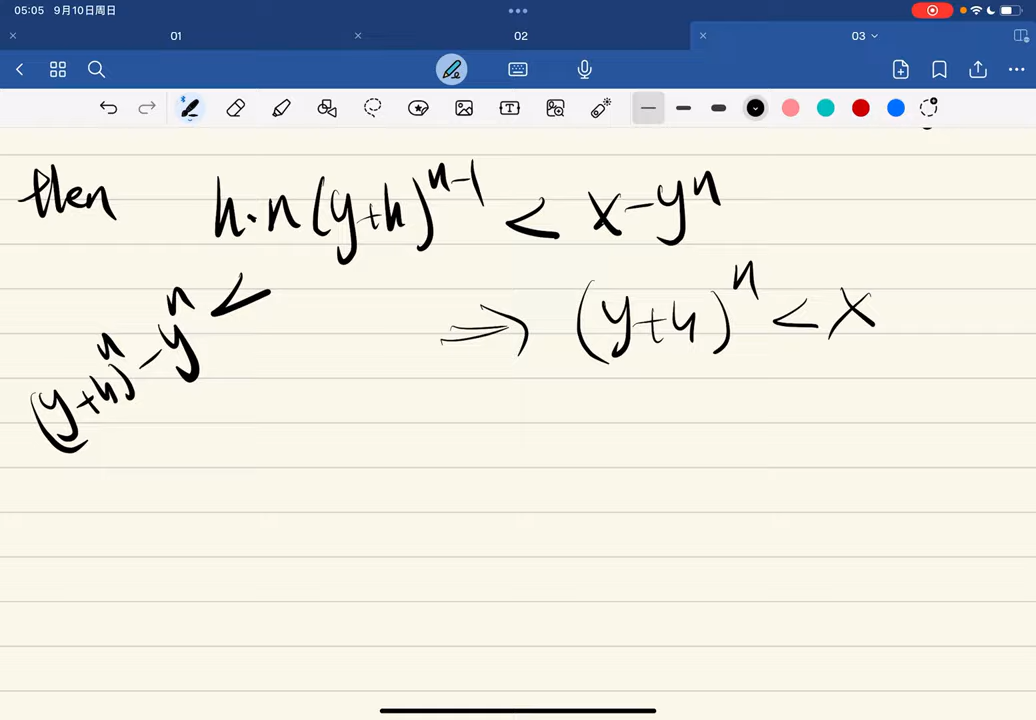 05:05 9月10日周日
01 02 03
then h·n(y+h)^{n-1} < x-y^n
(y+h)^n - y^n <
⇒ (y+h)^n < x